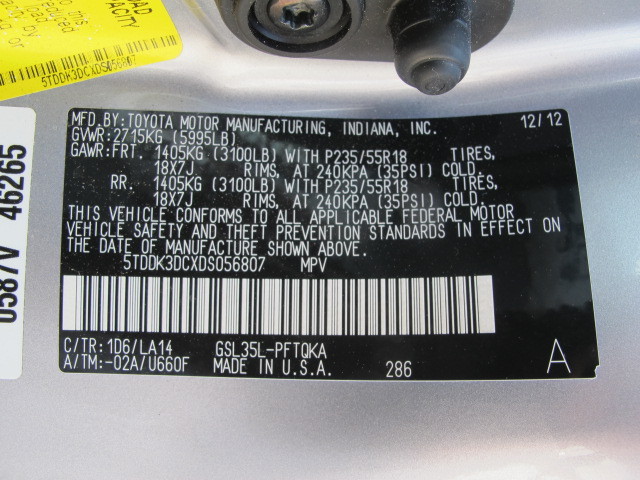 OAD
APACITY
5TDDK3DCXDS056807
0587V 46265
MFD.BY:TOYOTA MOTOR MANUFACTURING, INDIANA, INC. 12/12
GVWR:2715KG (5995LB)
GAWR:FRT. 1405KG (3100LB) WITH P235/55R18 TIRES,
18X7J RIMS, AT 240KPA (35PSI) COLD.
RR. 1405KG (3100LB) WITH P235/55R18 TIRES,
18X7J RIMS, AT 240KPA (35PSI) COLD.
THIS VEHICLE CONFORMS TO ALL APPLICABLE FEDERAL MOTOR
VEHICLE SAFETY AND THEFT PREVENTION STANDARDS IN EFFECT ON
THE DATE OF MANUFACTURE SHOWN ABOVE.
5TDDK3DCXDS056807 MPV
C/TR:1D6/LA14 GSL35L-PFTQKA
A/TM:-02A/U660F MADE IN U.S.A. 286 A